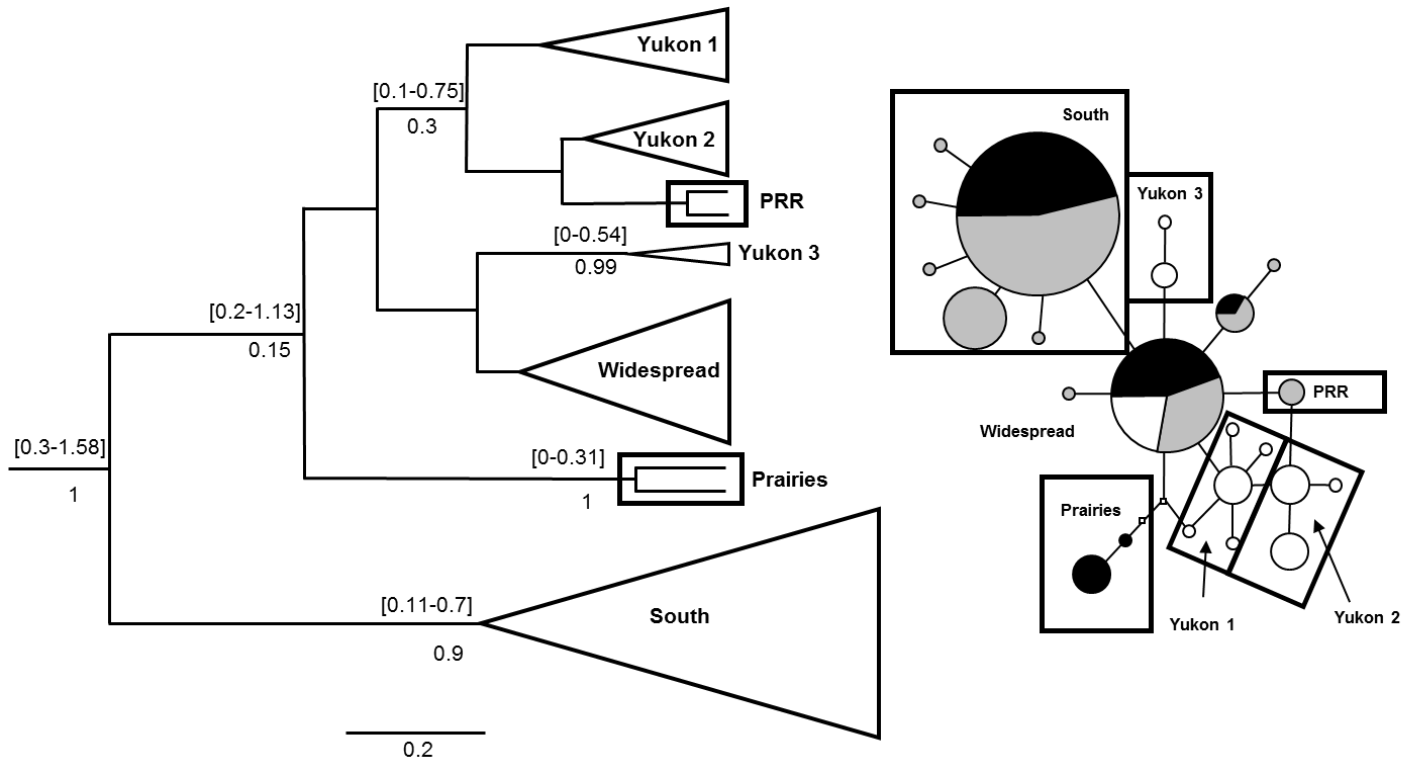 Yukon 1
[0.1-0.75]
0.3
Yukon 2
PRR
[0-0.54]
Yukon 3
0.99
[0.2-1.13]
0.15
Widespread
[0.3-1.58]
1
[0-0.31]
Prairies
1
[0.11-0.7]
South
0.9
0.2
South
Yukon 3
PRR
Widespread
Prairies
Yukon 1
Yukon 2